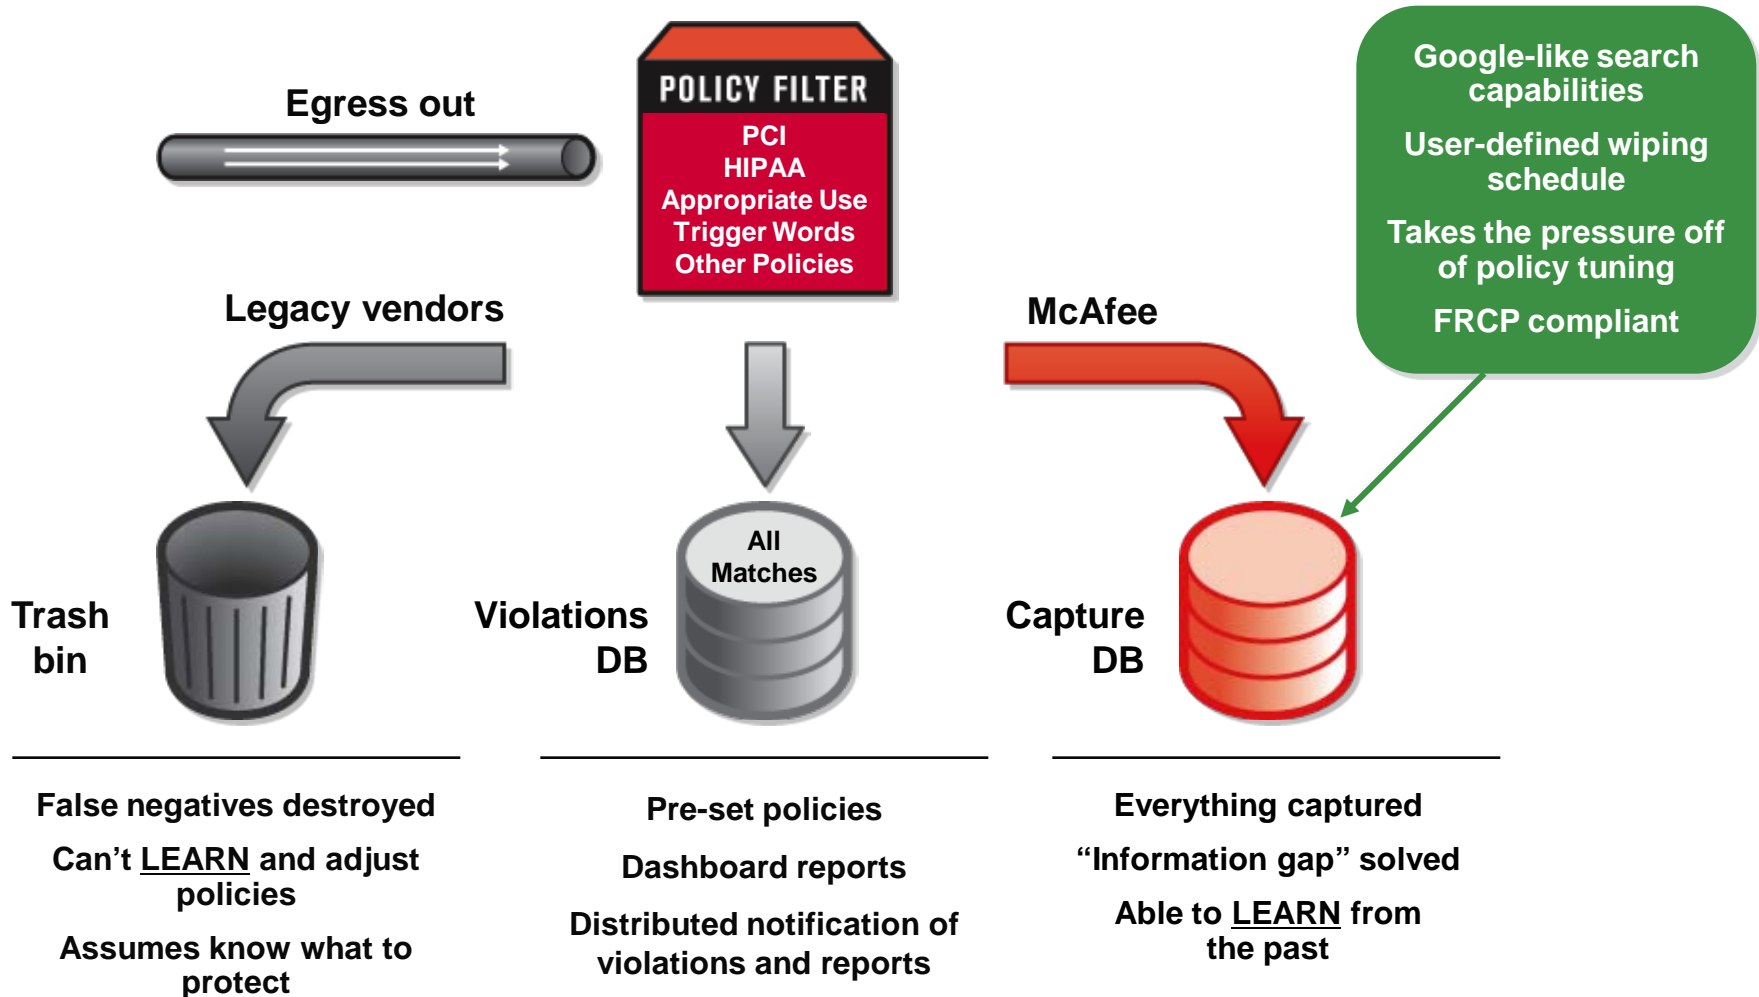 Egress out
POLICY FILTER
PCI
HIPAA
Appropriate Use
Trigger Words
Other Policies
Google-like search
capabilities
User-defined wiping
schedule
Takes the pressure off
of policy tuning
FRCP compliant
Legacy vendors
McAfee
Trash
bin
All
Matches
Violations
DB
Capture
DB
False negatives destroyed
Can’t LEARN and adjust
policies
Assumes know what to
protect
Pre-set policies
Dashboard reports
Distributed notification of
violations and reports
Everything captured
“Information gap” solved
Able to LEARN from
the past